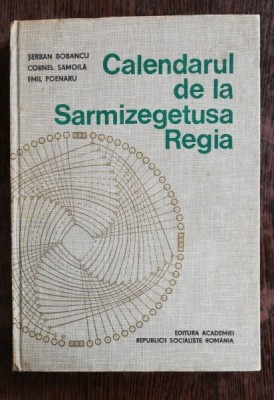 ȘERBAN BOBANCU
CORNEL SAMOILĂ
EMIL POENARU
Calendarul
de la
Sarmizegetusa
Regia
EDITURA ACADEMIEI
REPUBLICII SOCIALISTE ROMÂNIA